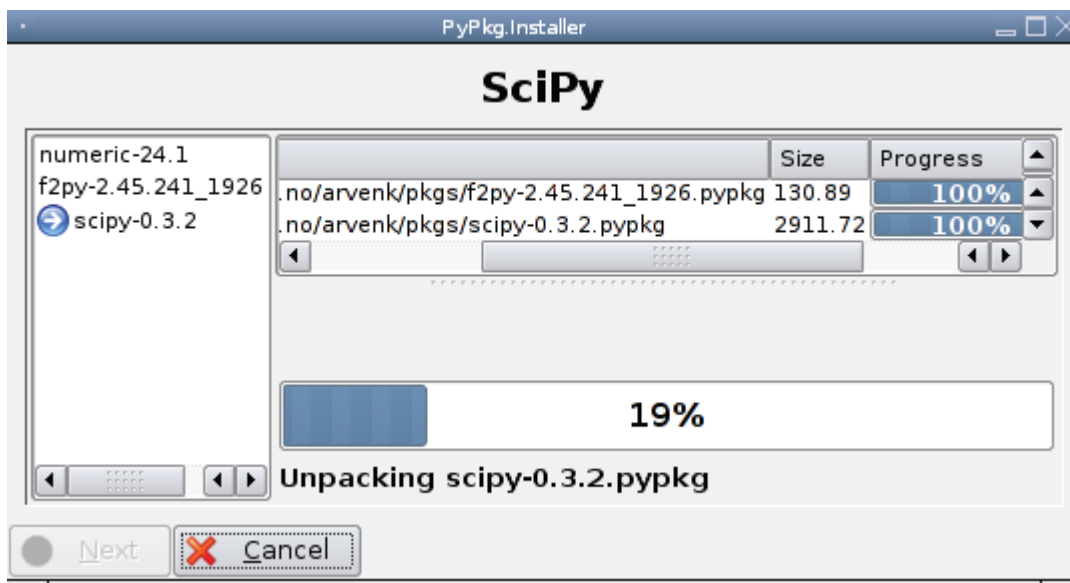 PyPkg.Installer
SciPy
numeric-24.1
f2py-2.45.241_1926
scipy-0.3.2
Size Progress
.no/arvenk/pkgs/f2py-2.45.241_1926.pypkg 130.89 100%
.no/arvenk/pkgs/scipy-0.3.2.pypkg 2911.72 100%
19%
Unpacking scipy-0.3.2.pypkg
Next Cancel